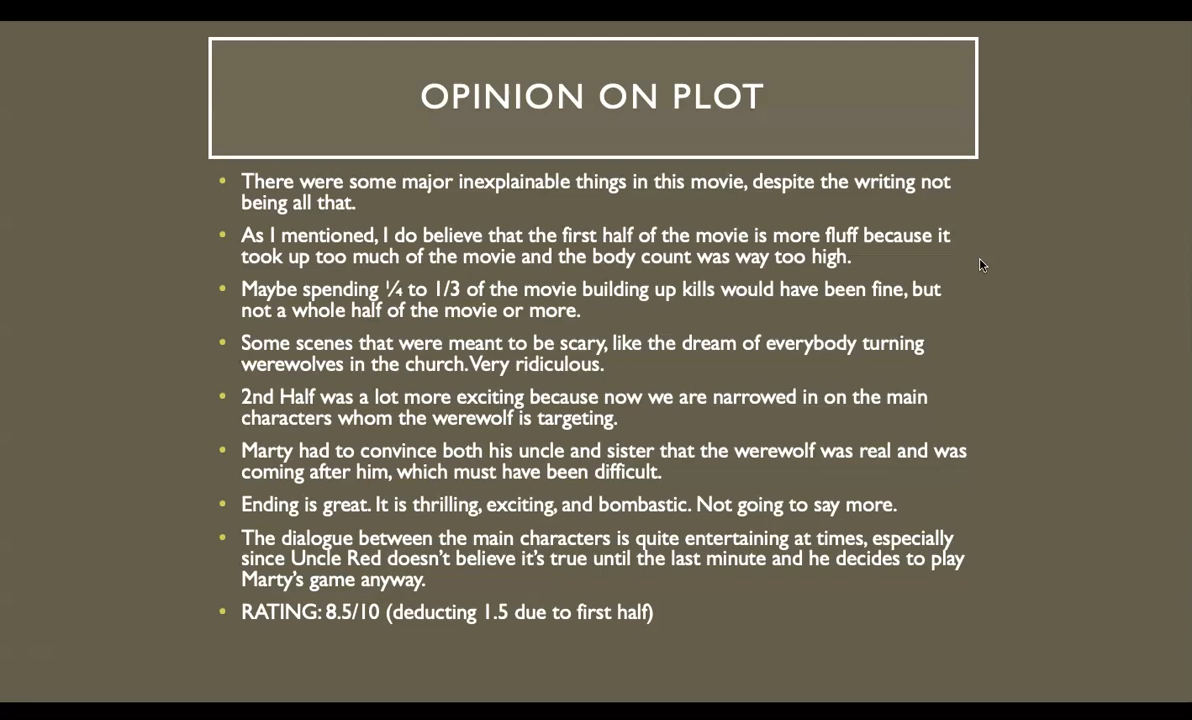 OPINION ON PLOT
• There were some major inexplainable things in this movie, despite the writing not
being all that.
• As I mentioned, I do believe that the first half of the movie is more fluff because it
took up too much of the movie and the body count was way too high.
• Maybe spending ¼ to 1/3 of the movie building up kills would have been fine, but
not a whole half of the movie or more.
• Some scenes that were meant to be scary, like the dream of everybody turning
werewolves in the church. Very ridiculous.
• 2nd Half was a lot more exciting because now we are narrowed in on the main
characters whom the werewolf is targeting.
• Marty had to convince both his uncle and sister that the werewolf was real and was
coming after him, which must have been difficult.
• Ending is great. It is thrilling, exciting, and bombastic. Not going to say more.
• The dialogue between the main characters is quite entertaining at times, especially
since Uncle Red doesn't believe it's true until the last minute and he decides to play
Marty's game anyway.
• RATING: 8.5/10 (deducting 1.5 due to first half)